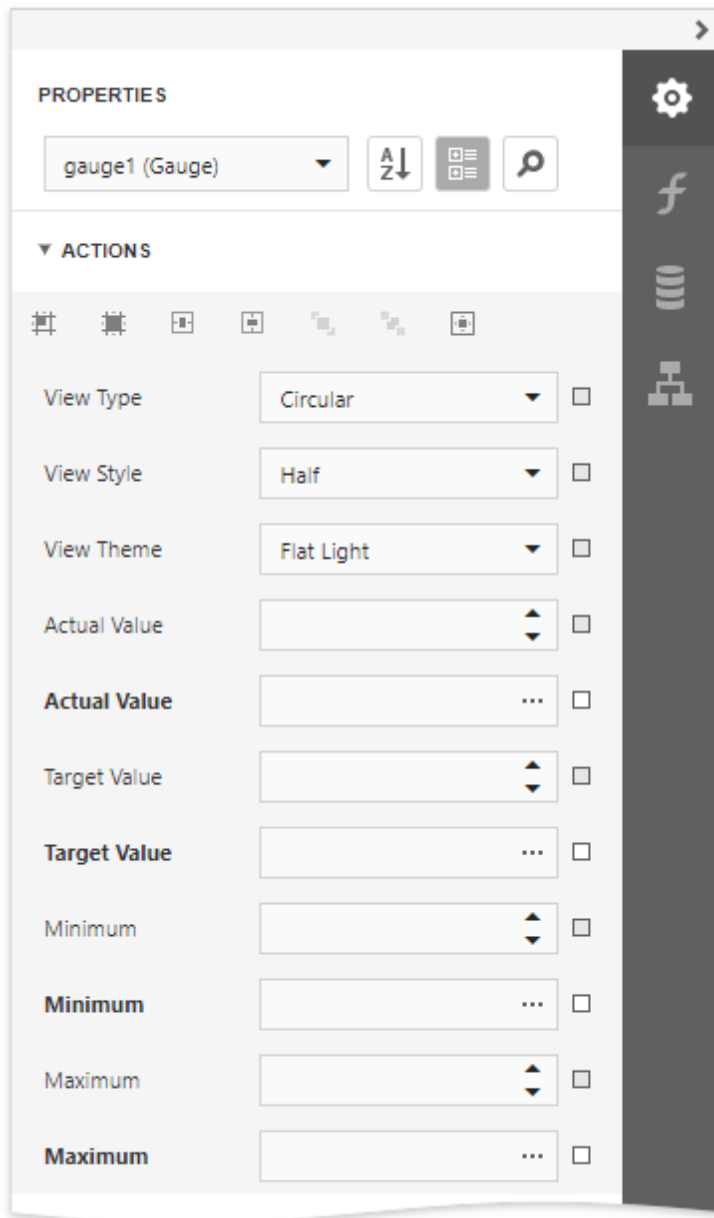 PROPERTIES
gauge1 (Gauge)
A
Z
ACTIONS
View Type Circular
View Style Half
View Theme Flat Light
Actual Value
Actual Value ...
Target Value
Target Value ...
Minimum
Minimum ...
Maximum
Maximum ...